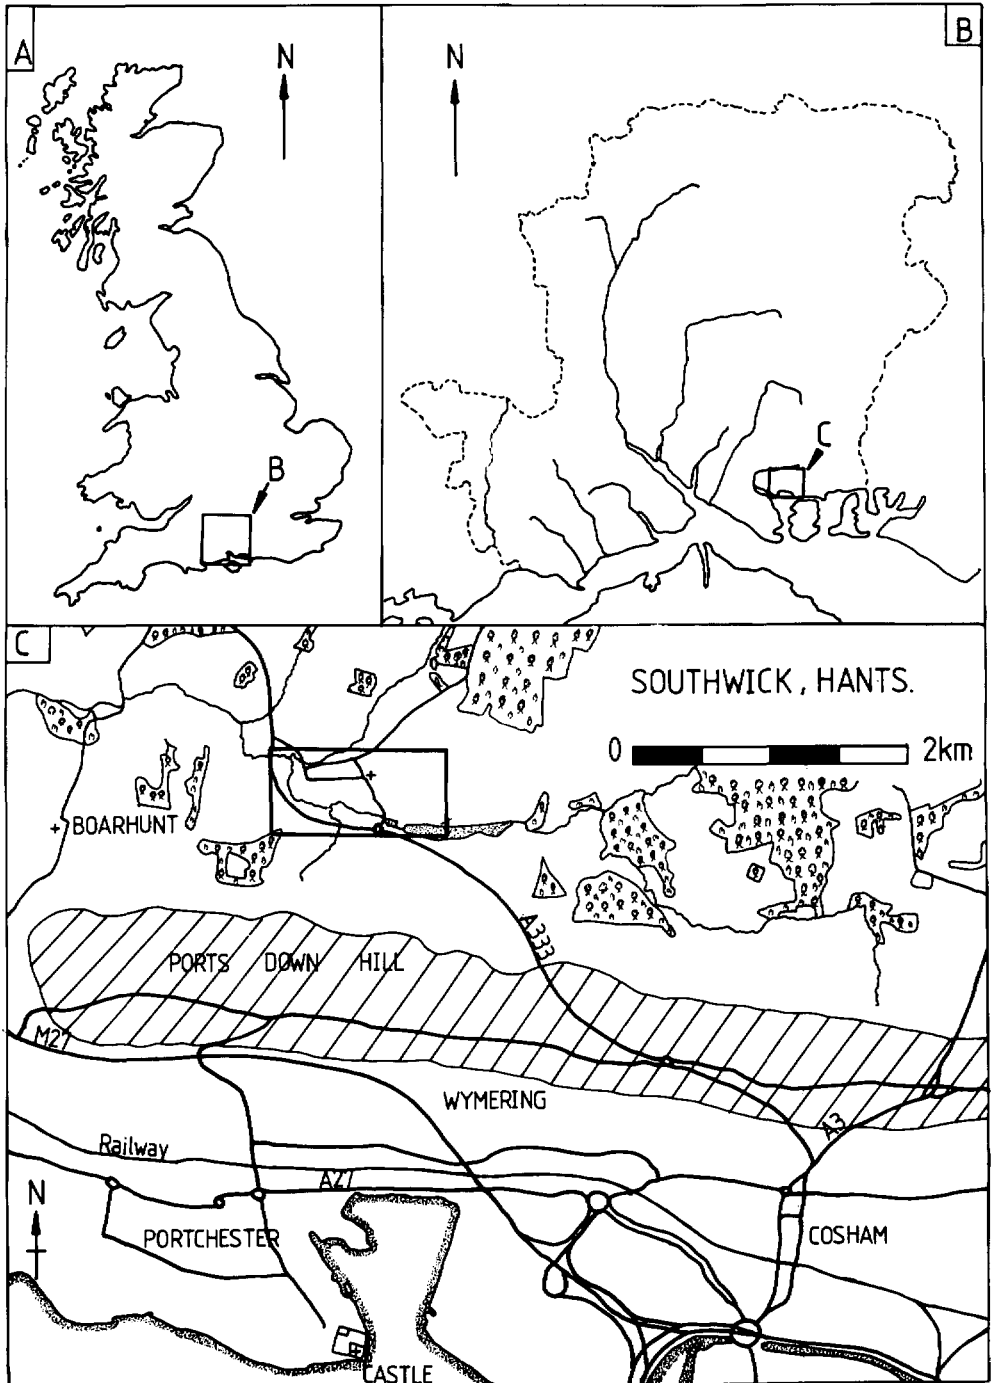 A
N
B
N
B
C
C
SOUTHWICK, HANTS.
0 2km
BOARHUNT
A333
PORTS DOWN HILL
M27
WYMERING
A3
Railway
A27
N
PORTCHESTER
COSHAM
CASTLE